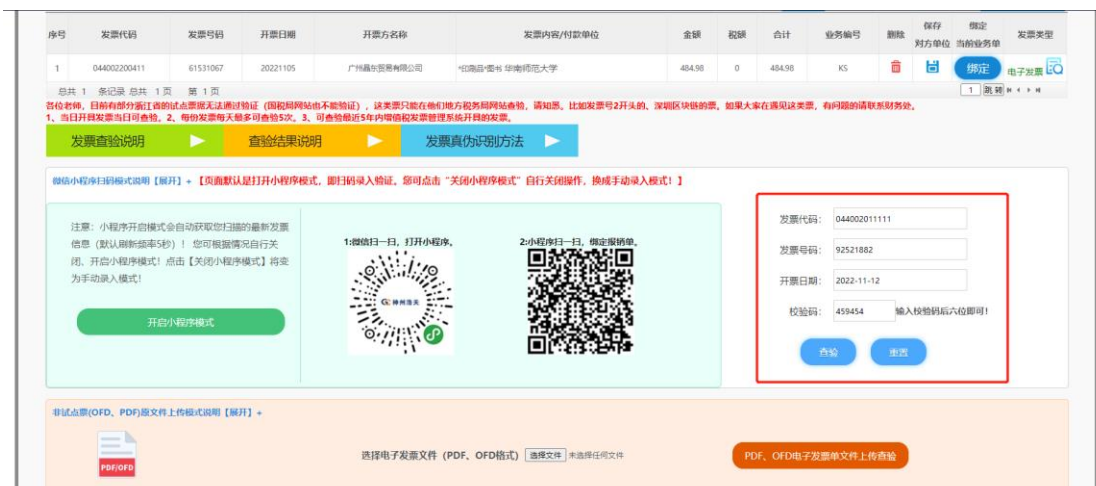 序号 发票代码 发票号码 开票日期 开票方名称 发票内容/付款单位 金额 税额 合计 业务编号 删除 保存对方单位 绑定当前业务单 发票类型
1 044002200411 61531067 20221105 广州晶东贸易有限公司 *印刷品*图书 华南师范大学 484.98 0 484.98 KS 绑定 电子发票
总共 1 条记录 总共 1 页 第 1 页 1 跳转
各位老师，目前有部分浙江省的试点票据无法通过验证（国税局网站也不能验证），这类票只能在他们地方税务局网站查验，请知悉。比如发票号2开头的、深圳区块链的票。如果大家在遇见这类票，有问题的请联系财务处。
1、当日开具发票当日可查验。2、每份发票每天最多可查验5次。3、可查验最近5年内增值税发票管理系统开具的发票。
发票查验说明 查验结果说明 发票真伪识别方法
微信小程序扫码模式说明【展开】+ 【页面默认是打开小程序模式，即扫码录入验证。您可点击“关闭小程序模式”自行关闭操作，换成手动录入模式！】
注意：小程序开启模式会自动获取您扫描的最新发票
信息（默认刷新频率5秒）！您可根据情况自行关
闭、开启小程序模式！点击【关闭小程序模式】将变
为手动录入模式！
开启小程序模式
1:微信扫一扫，打开小程序。
神州浩天
2:小程序扫一扫，绑定报销单。
发票代码: 044002011111
发票号码: 92521882
开票日期: 2022-11-12
校验码: 459454 输入校验码后六位即可！
查验 重置
非试点票(OFD、PDF)原文件上传模式说明【展开】+
PDF/OFD
选择电子发票文件（PDF、OFD格式） 选择文件 未选择任何文件
PDF、OFD电子发票单文件上传查验